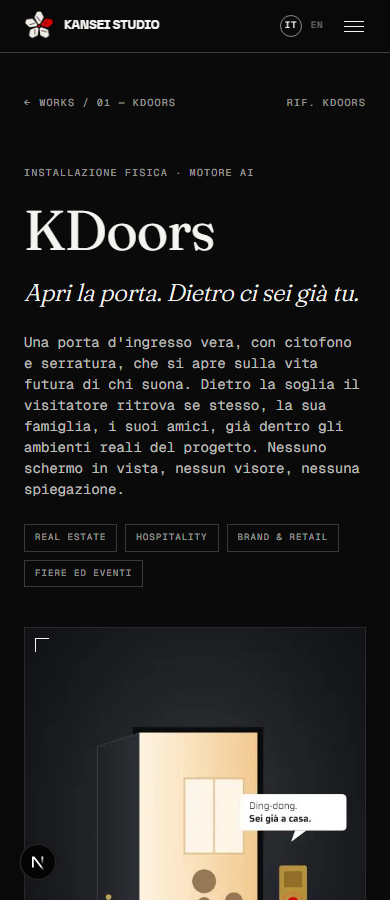 KANSEI STUDIO
IT EN
← WORKS / 01 — KDOORS
RIF. KDOORS
INSTALLAZIONE FISICA · MOTORE AI
KDoors
Apri la porta. Dietro ci sei già tu.
Una porta d'ingresso vera, con citofono
e serratura, che si apre sulla vita
futura di chi suona. Dietro la soglia il
visitatore ritrova se stesso, la sua
famiglia, i suoi amici, già dentro gli
ambienti reali del progetto. Nessuno
schermo in vista, nessun visore, nessuna
spiegazione.
REAL ESTATE
HOSPITALITY
BRAND & RETAIL
FIERE ED EVENTI
Ding-dong.
Sei già a casa.
N